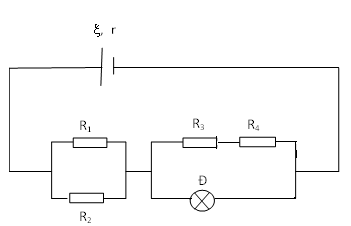 ξ, r
R₁
R₃ R₄
Đ
R₂